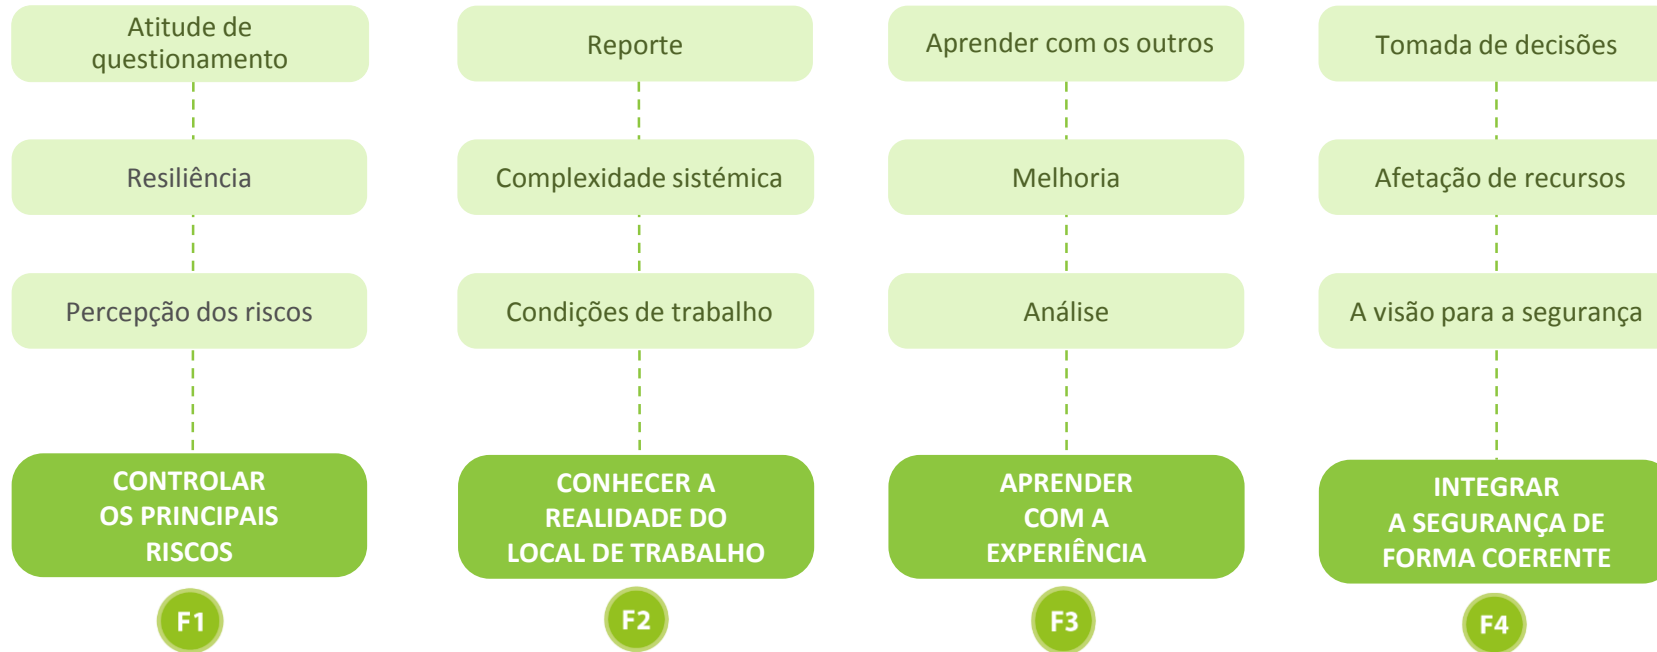 Atitude de
questionamento
Reporte
Aprender com os outros
Tomada de decisões
Resiliência
Complexidade sistémica
Melhoria
Afetação de recursos
Percepção dos riscos
Condições de trabalho
Análise
A visão para a segurança
CONTROLAR
OS PRINCIPAIS
RISCOS
CONHECER A
REALIDADE DO
LOCAL DE TRABALHO
APRENDER
COM A
EXPERIÊNCIA
INTEGRAR
A SEGURANÇA DE
FORMA COERENTE
F1
F2
F3
F4